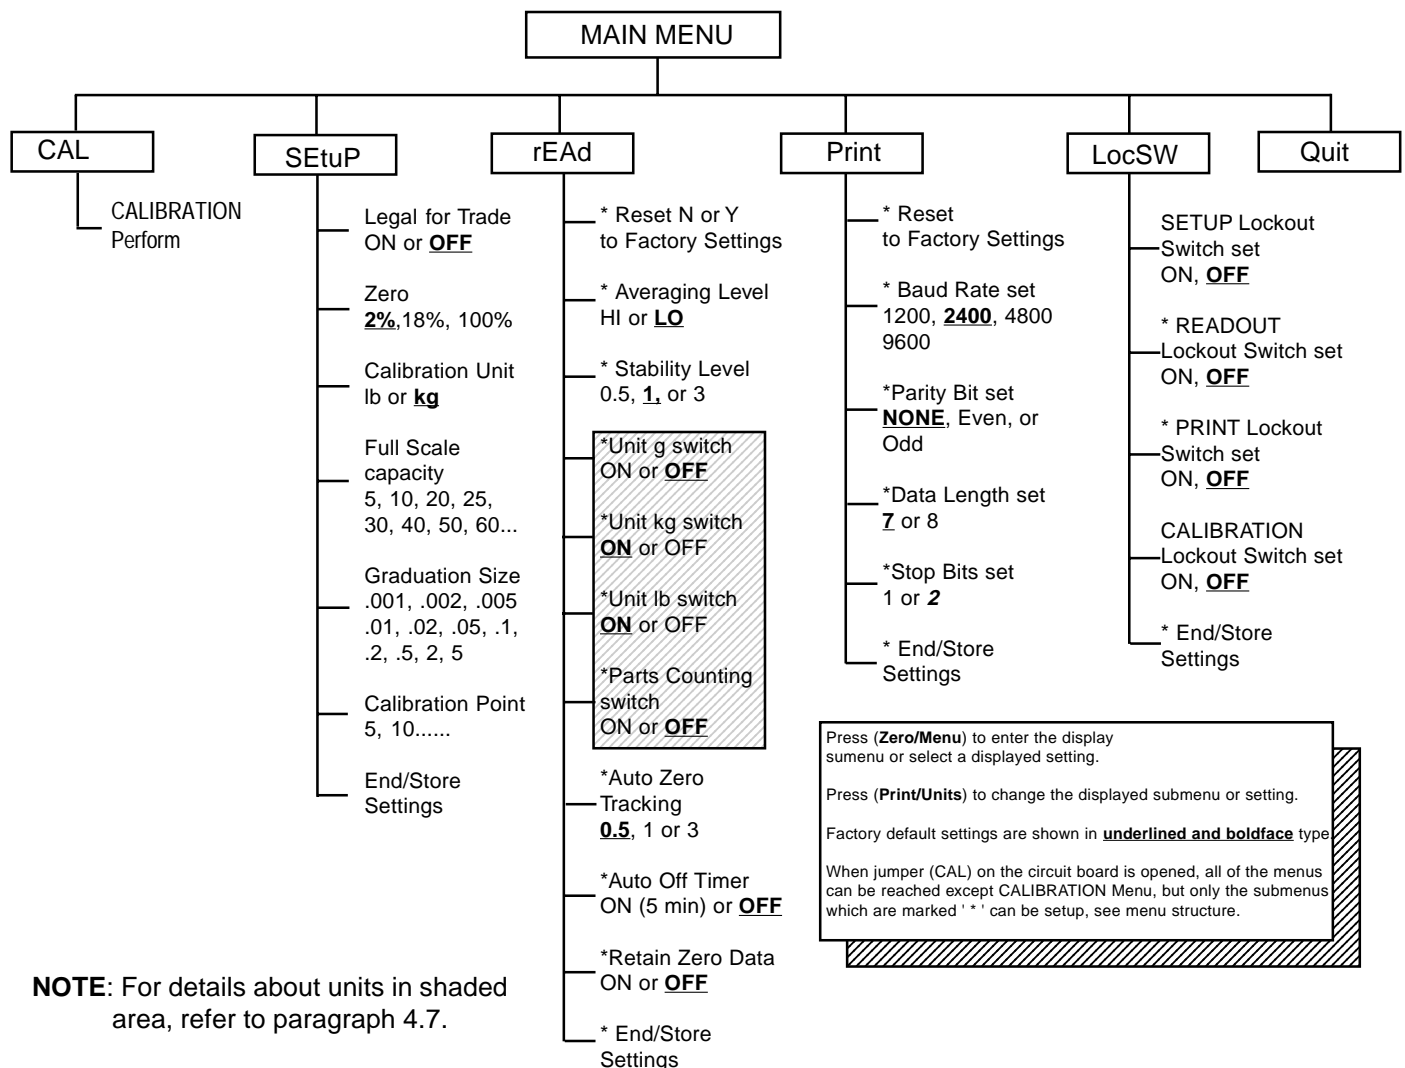 MAIN MENU
CAL
SEtuP
rEAd
Print
LocSW
Quit
CALIBRATION
Perform
Legal for Trade
ON or OFF
Zero
2%,18%, 100%
Calibration Unit
lb or kg
Full Scale
capacity
5, 10, 20, 25,
30, 40, 50, 60...
Graduation Size
.001, .002, .005
.01, .02, .05, .1,
.2, .5, 2, 5
Calibration Point
5, 10......
End/Store
Settings
* Reset N or Y
to Factory Settings
* Averaging Level
HI or LO
* Stability Level
0.5, 1, or 3
*Unit g switch
ON or OFF
*Unit kg switch
ON or OFF
*Unit lb switch
ON or OFF
*Parts Counting
switch
ON or OFF
*Auto Zero
Tracking
0.5, 1 or 3
*Auto Off Timer
ON (5 min) or OFF
*Retain Zero Data
ON or OFF
* End/Store
Settings
* Reset
to Factory Settings
* Baud Rate set
1200, 2400, 4800
9600
*Parity Bit set
NONE, Even, or
Odd
*Data Length set
7 or 8
*Stop Bits set
1 or 2
* End/Store
Settings
SETUP Lockout
Switch set
ON, OFF
* READOUT
Lockout Switch set
ON, OFF
* PRINT Lockout
Switch set
ON, OFF
CALIBRATION
Lockout Switch set
ON, OFF
* End/Store
Settings
Press (Zero/Menu) to enter the display
sumenu or select a displayed setting.
Press (Print/Units) to change the displayed submenu or setting.
Factory default settings are shown in underlined and boldface type.
When jumper (CAL) on the circuit board is opened, all of the menus
can be reached except CALIBRATION Menu, but only the submenus
which are marked ' * ' can be setup, see menu structure.
NOTE: For details about units in shaded
area, refer to paragraph 4.7.